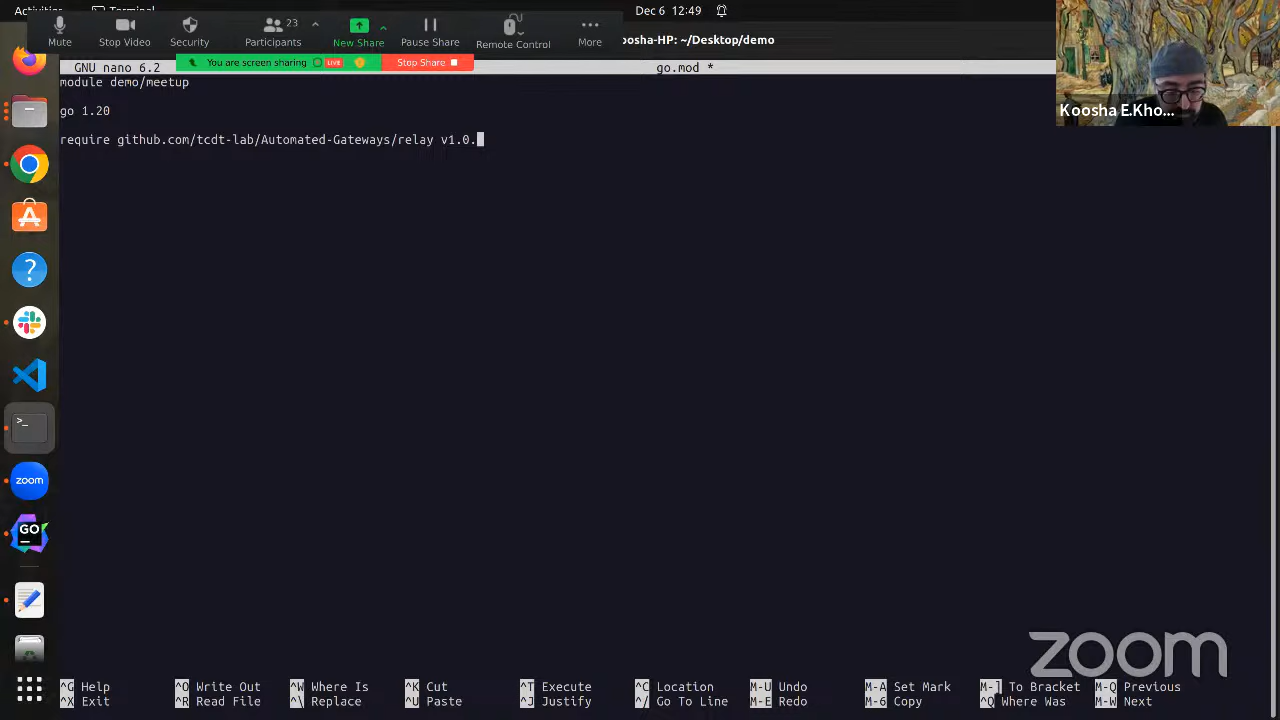 Dec 6 12:49
Mute
Stop Video
Security
23
Participants
New Share
Pause Share
Remote Control
More
oosha-HP: ~/Desktop/demo
You are screen sharing
LIVE
Stop Share
GNU nano 6.2
go.mod *
module demo/meetup
go 1.20
require github.com/tcdt-lab/Automated-Gateways/relay v1.0.
Koosha E.Kho...
zoom
GO
zoom
^G Help
^O Write Out
^W Where Is
^K Cut
^T Execute
^C Location
M-U Undo
M-A Set Mark
M-] To Bracket
M-Q Previous
^X Exit
^R Read File
^\ Replace
^U Paste
^J Justify
^/ Go To Line
M-E Redo
M-6 Copy
^Q Where Was
M-W Next